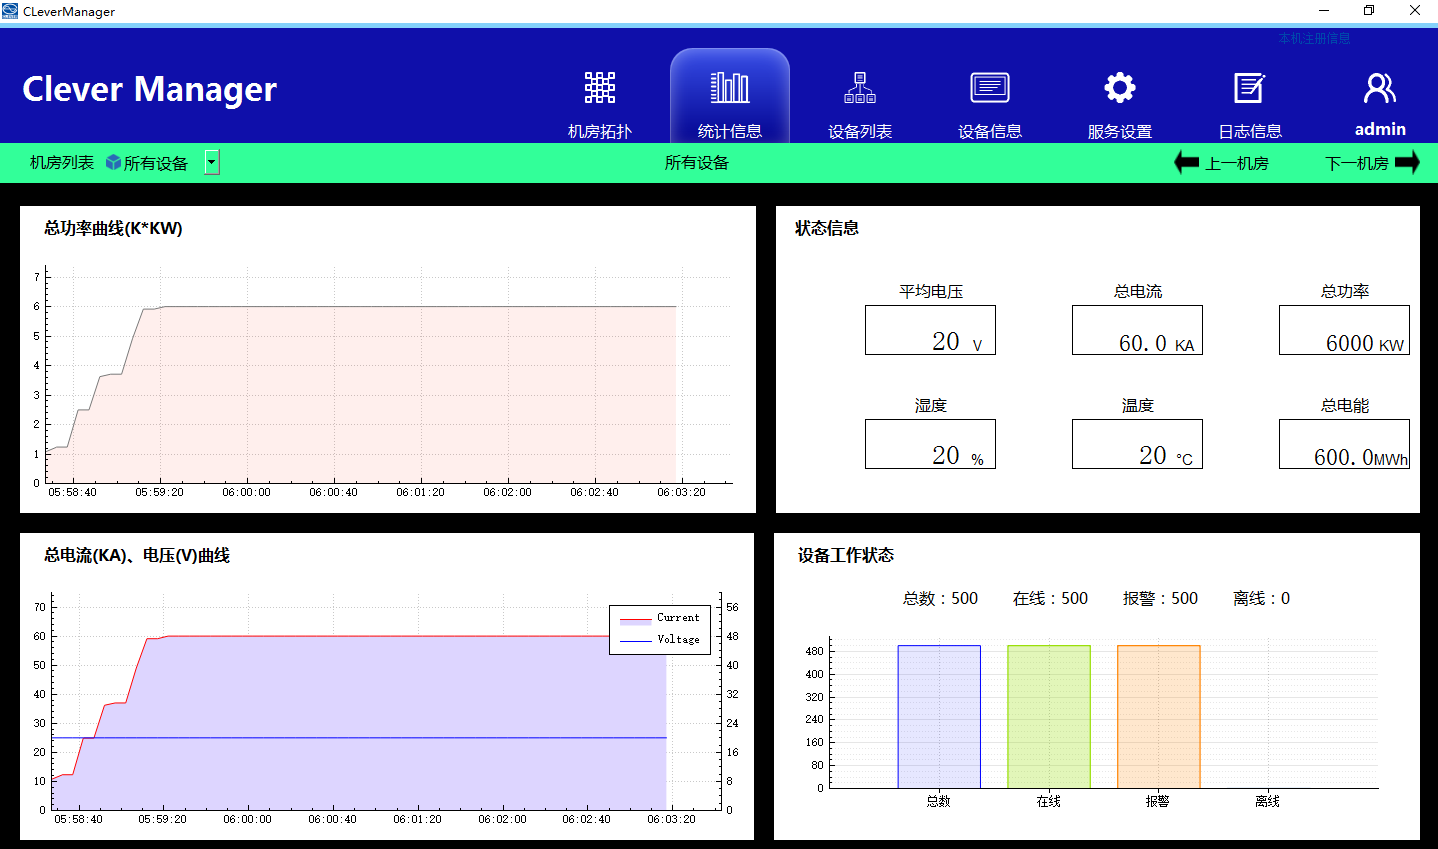 CLeverManager
本机注册信息
Clever Manager
机房拓扑 统计信息 设备列表 设备信息 服务设置 日志信息 admin
机房列表 所有设备 所有设备 上一机房 下一机房
总功率曲线(K*KW)
7
6
5
4
3
2
1
0
05:58:40 05:59:20 06:00:00 06:00:40 06:01:20 06:02:00 06:02:40 06:03:20
状态信息
平均电压 总电流 总功率
20 V 60.0 KA 6000 KW
湿度 温度 总电能
20 % 20 °C 600.0MWh
总电流(KA)、电压(V)曲线
70
60
50
40
30
20
10
0
56
48
40
32
24
16
8
0
Current
Voltage
05:58:40 05:59:20 06:00:00 06:00:40 06:01:20 06:02:00 06:02:40 06:03:20
设备工作状态
总数：500 在线：500 报警：500 离线：0
480
400
320
240
160
80
0
总数 在线 报警 离线